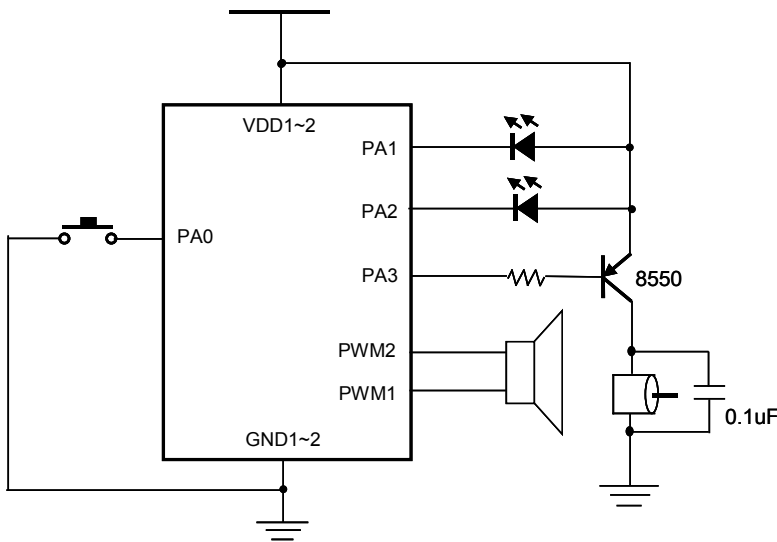 VDD1~2
PA1
PA2
PA0
PA3
8550
PWM2
PWM1
0.1uF
GND1~2